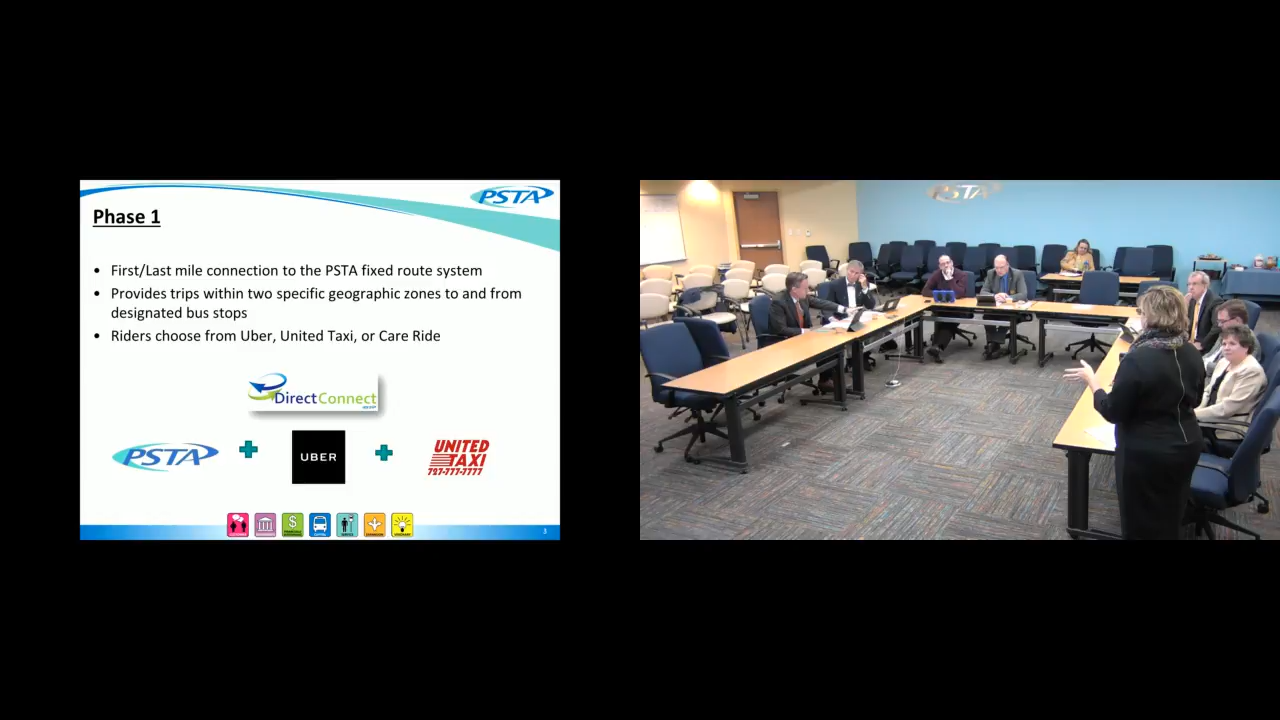 PSTA
Phase 1
• First/Last mile connection to the PSTA fixed route system
• Provides trips within two specific geographic zones to and from
designated bus stops
• Riders choose from Uber, United Taxi, or Care Ride
DirectConnect
PSTA
UBER
UNITED
TAXI
727-777-7777
3
PSTA